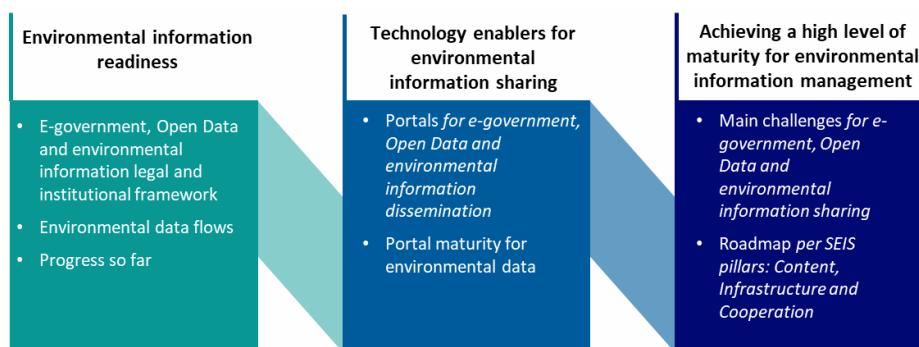 Environmental information
readiness
• E-government, Open Data
and environmental
information legal and
institutional framework
• Environmental data flows
• Progress so far
Technology enablers for
environmental
information sharing
• Portals for e-government,
Open Data and
environmental
information
dissemination
• Portal maturity for
environmental data
Achieving a high level of
maturity for environmental
information management
• Main challenges for e-
government, Open
Data and
environmental
information sharing
• Roadmap per SEIS
pillars: Content,
Infrastructure and
Cooperation